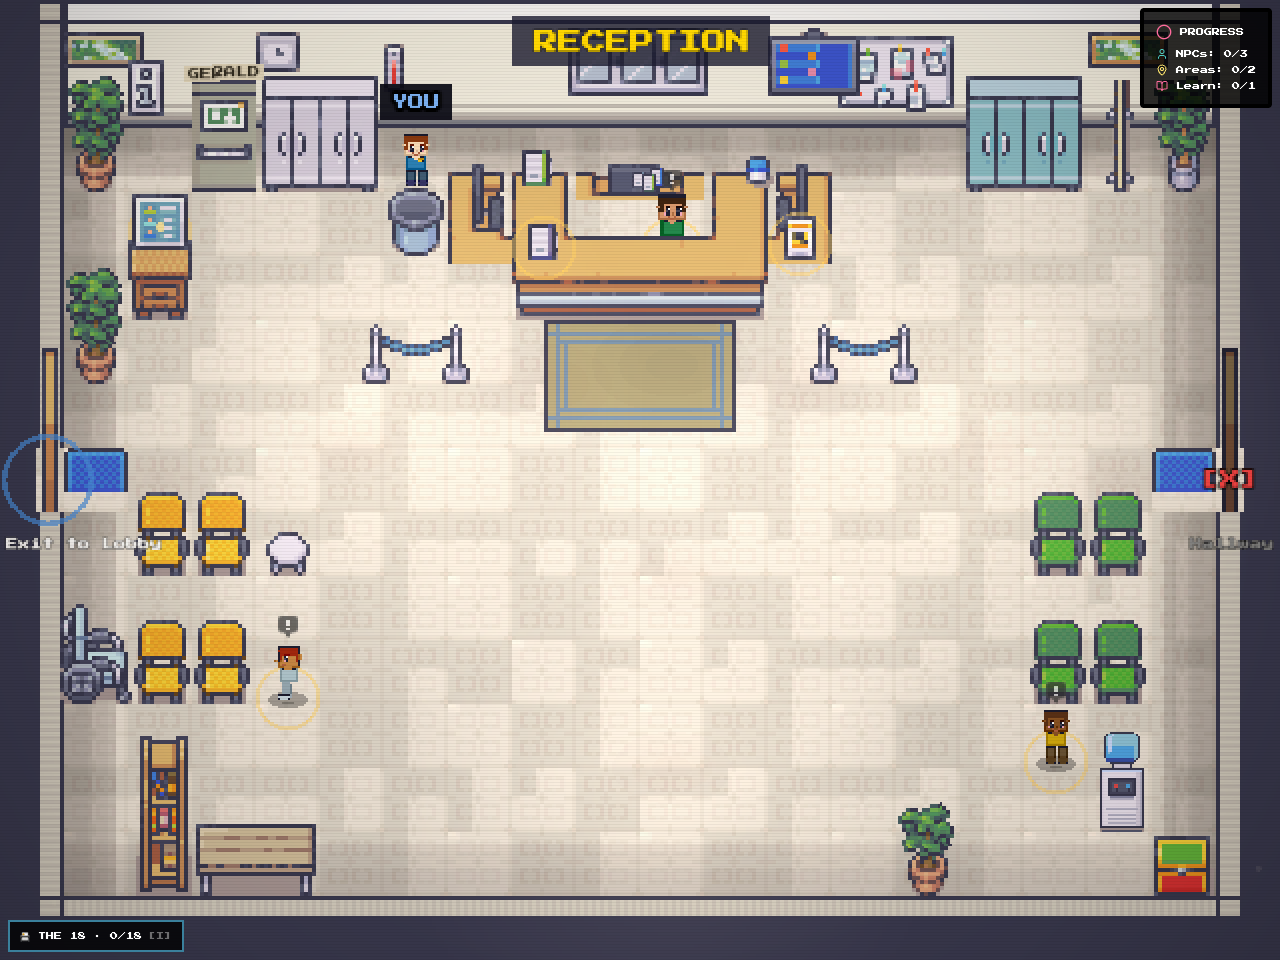 RECEPTION
PROGRESS
NPCs: 0/3
Areas: 0/2
Learn: 0/1
GERALD
YOU
[X]
Exit to Lobby
Hallway
THE 18 · 0/18 [I]